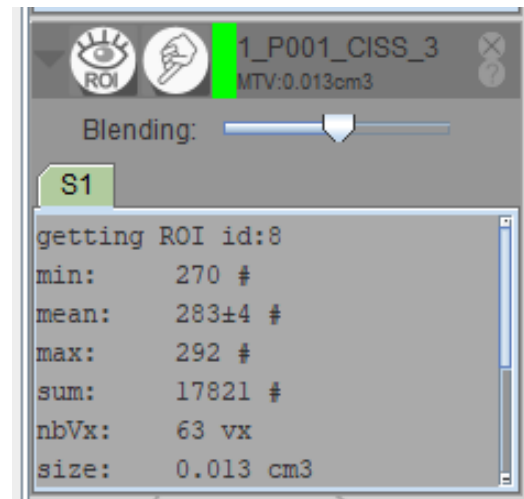 1_P001_CISS_3
ROI
MTV:0.013cm3
Blending:
S1
getting ROI id:8
min: 270 #
mean: 283±4 #
max: 292 #
sum: 17821 #
nbVx: 63 vx
size: 0.013 cm3